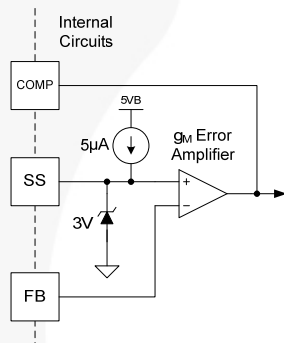 Internal
Circuits
COMP
5VB
5µA
gM Error
Amplifier
SS
+
3V
−
FB